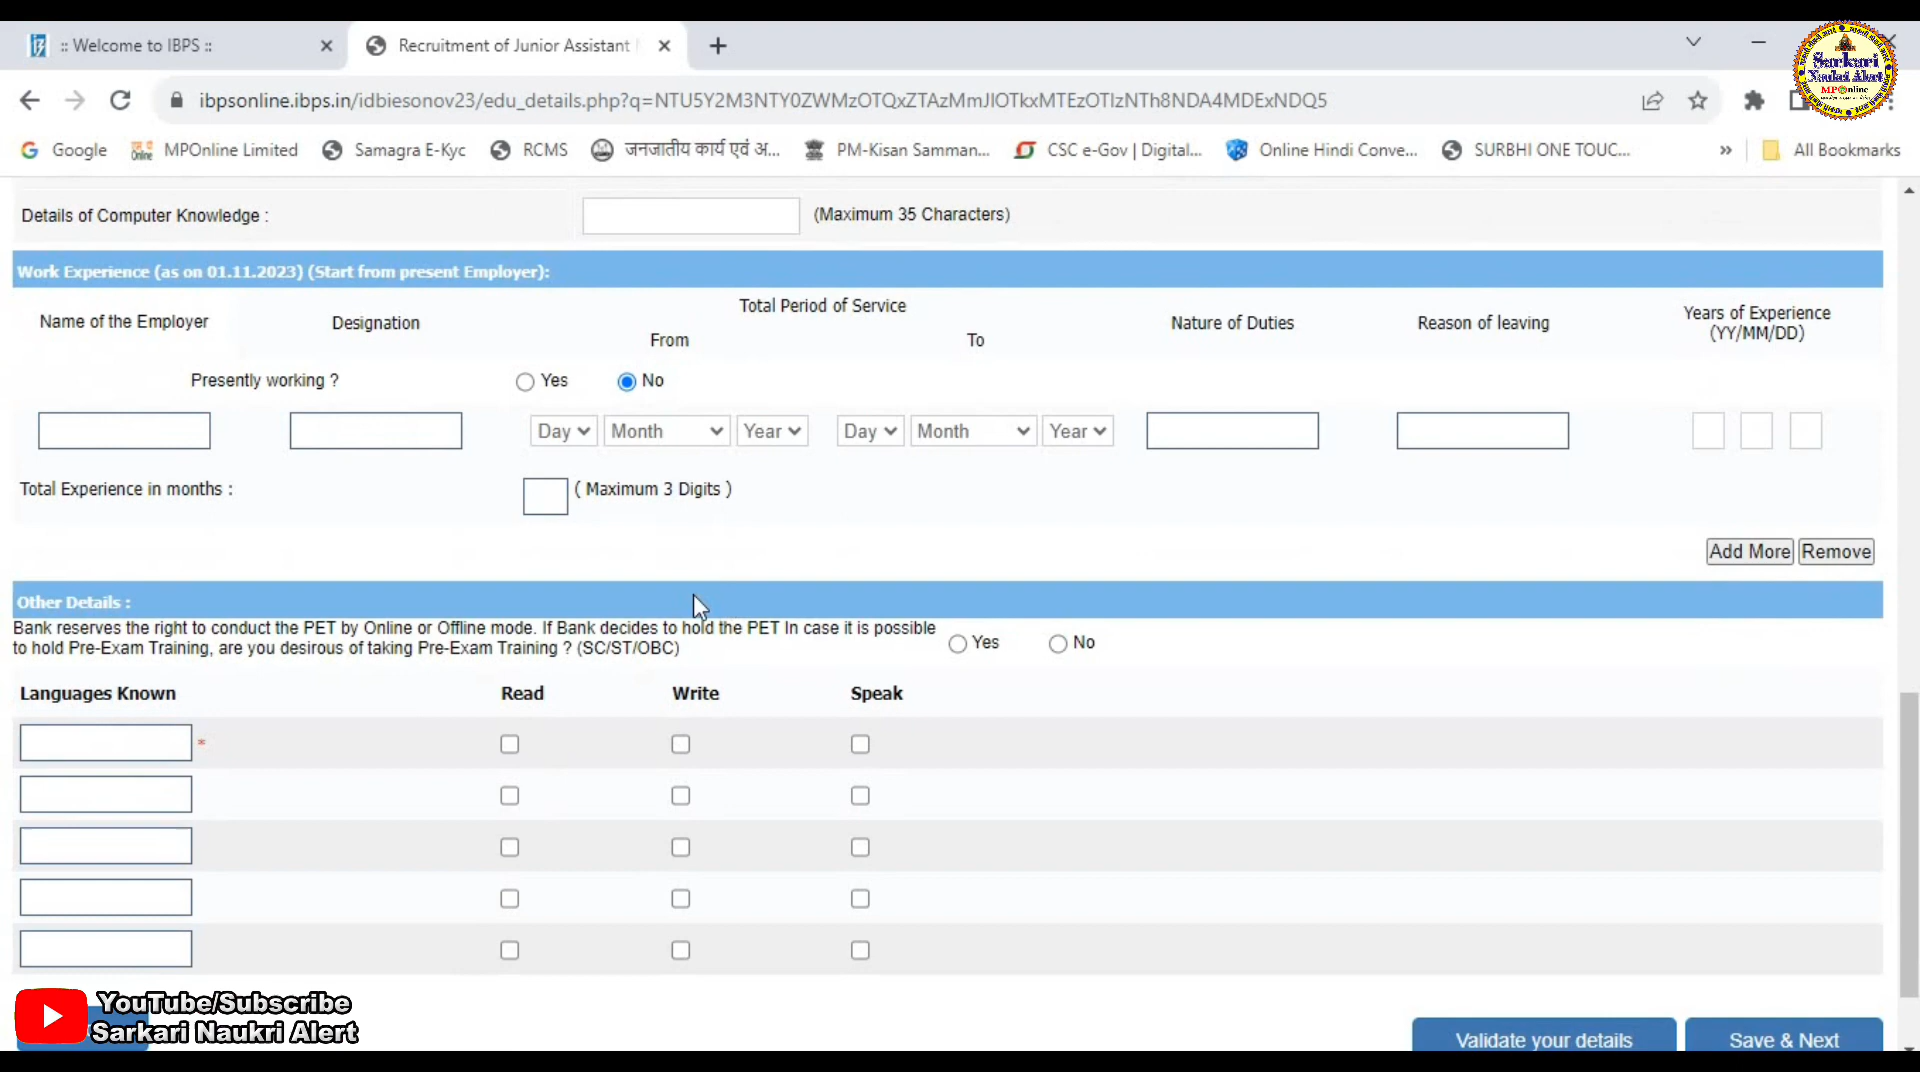 :: Welcome to IBPS ::
Recruitment of Junior Assistant
ibpsonline.ibps.in/idbiesonov23/edu_details.php?q=NTU5Y2M3NTY0ZWMzOTQxZTAzMmJlOTkxMTEzOTIzNTh8NDA4MDExNDQ5
Google MPOnline Limited Samagra E-Kyc RCMS जनजातीय कार्य एवं अ... PM-Kisan Samman... CSC e-Gov | Digital... Online Hindi Conve... SURBHI ONE TOUC... » All Bookmarks
Sarkari
Naukri Alert
MPOnline
Details of Computer Knowledge : (Maximum 35 Characters)
Work Experience (as on 01.11.2023) (Start from present Employer):
Name of the Employer Designation Total Period of Service Nature of Duties Reason of leaving Years of Experience (YY/MM/DD)
From To
Presently working ? Yes No
Day Month Year Day Month Year
Total Experience in months : ( Maximum 3 Digits )
Add More Remove
Other Details :
Bank reserves the right to conduct the PET by Online or Offline mode. If Bank decides to hold the PET In case it is possible
to hold Pre-Exam Training, are you desirous of taking Pre-Exam Training ? (SC/ST/OBC) Yes No
Languages Known Read Write Speak
*
YouTube/Subscribe
Sarkari Naukri Alert
Validate your details Save & Next